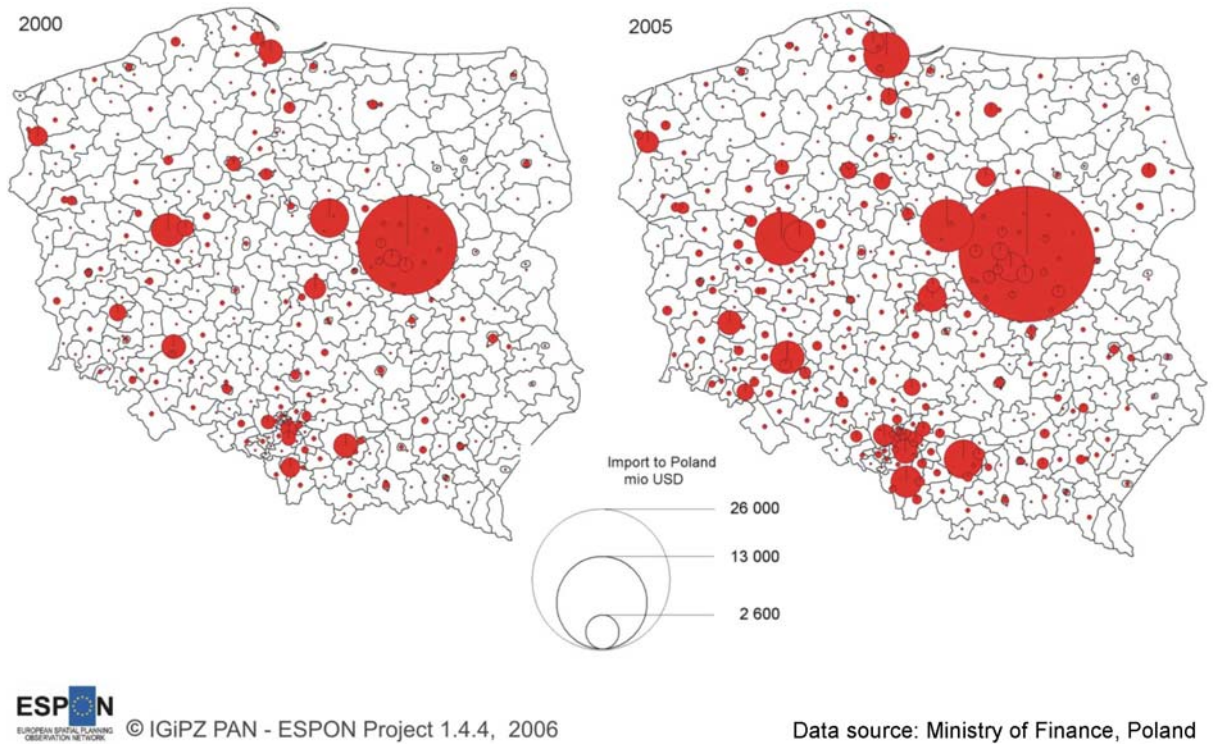 2000
2005
Import to Poland
mio USD
26 000
13 000
2 600
ESPON
EUROPEAN SPATIAL PLANNING
OBSERVATION NETWORK
© IGiPZ PAN - ESPON Project 1.4.4, 2006
Data source: Ministry of Finance, Poland